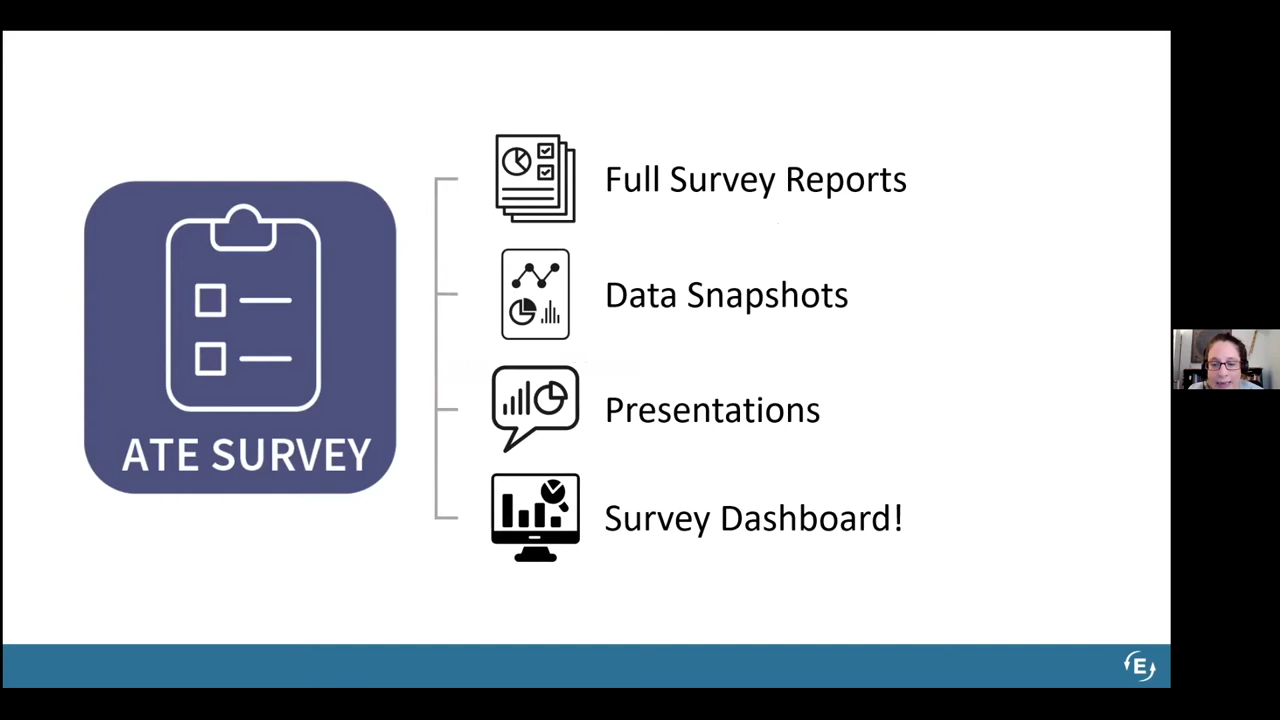 ATE SURVEY
Full Survey Reports
Data Snapshots
Presentations
Survey Dashboard!
E